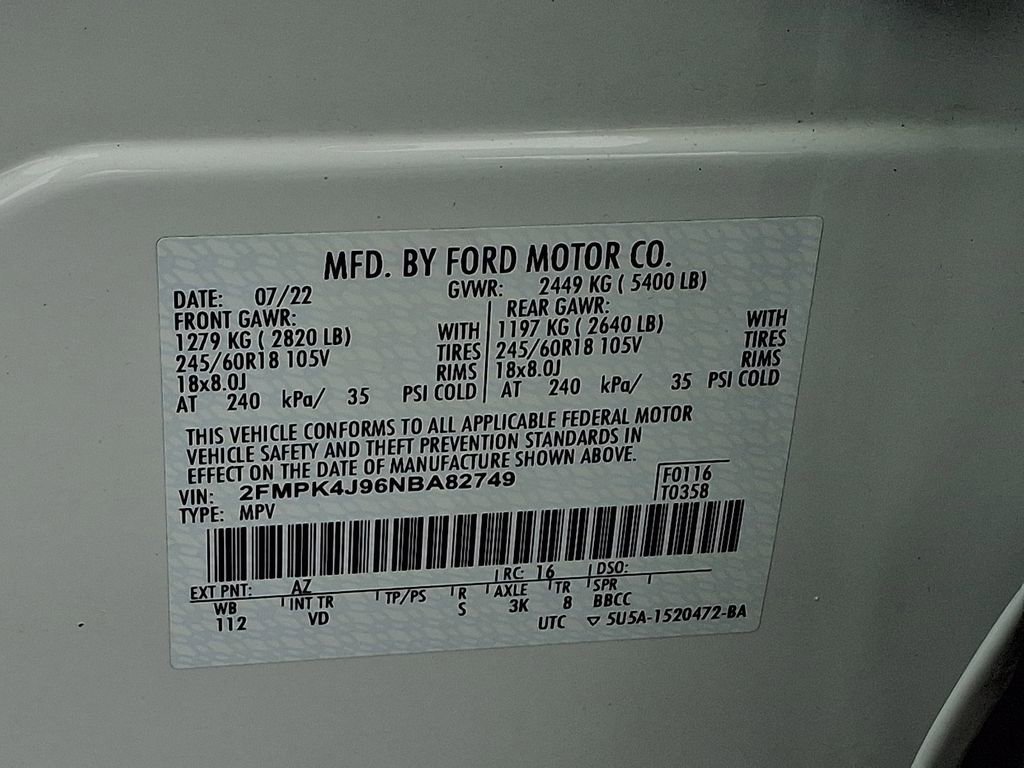 MFD. BY FORD MOTOR CO.
DATE: 07/22 GVWR: 2449 KG ( 5400 LB)
FRONT GAWR: REAR GAWR:
1279 KG ( 2820 LB) WITH 1197 KG ( 2640 LB) WITH
245/60R18 105V TIRES 245/60R18 105V TIRES
18x8.0J RIMS 18x8.0J RIMS
AT 240 kPa/ 35 PSI COLD AT 240 kPa/ 35 PSI COLD
THIS VEHICLE CONFORMS TO ALL APPLICABLE FEDERAL MOTOR
VEHICLE SAFETY AND THEFT PREVENTION STANDARDS IN
EFFECT ON THE DATE OF MANUFACTURE SHOWN ABOVE.
VIN: 2FMPK4J96NBA82749 F0116
TYPE: MPV T0358
EXT PNT: AZ RC: 16 DSO:
WB INT TR TP/PS R AXLE TR SPR
112 VD S 3K 8 BBCC
UTC ▽ 5U5A-1520472-BA